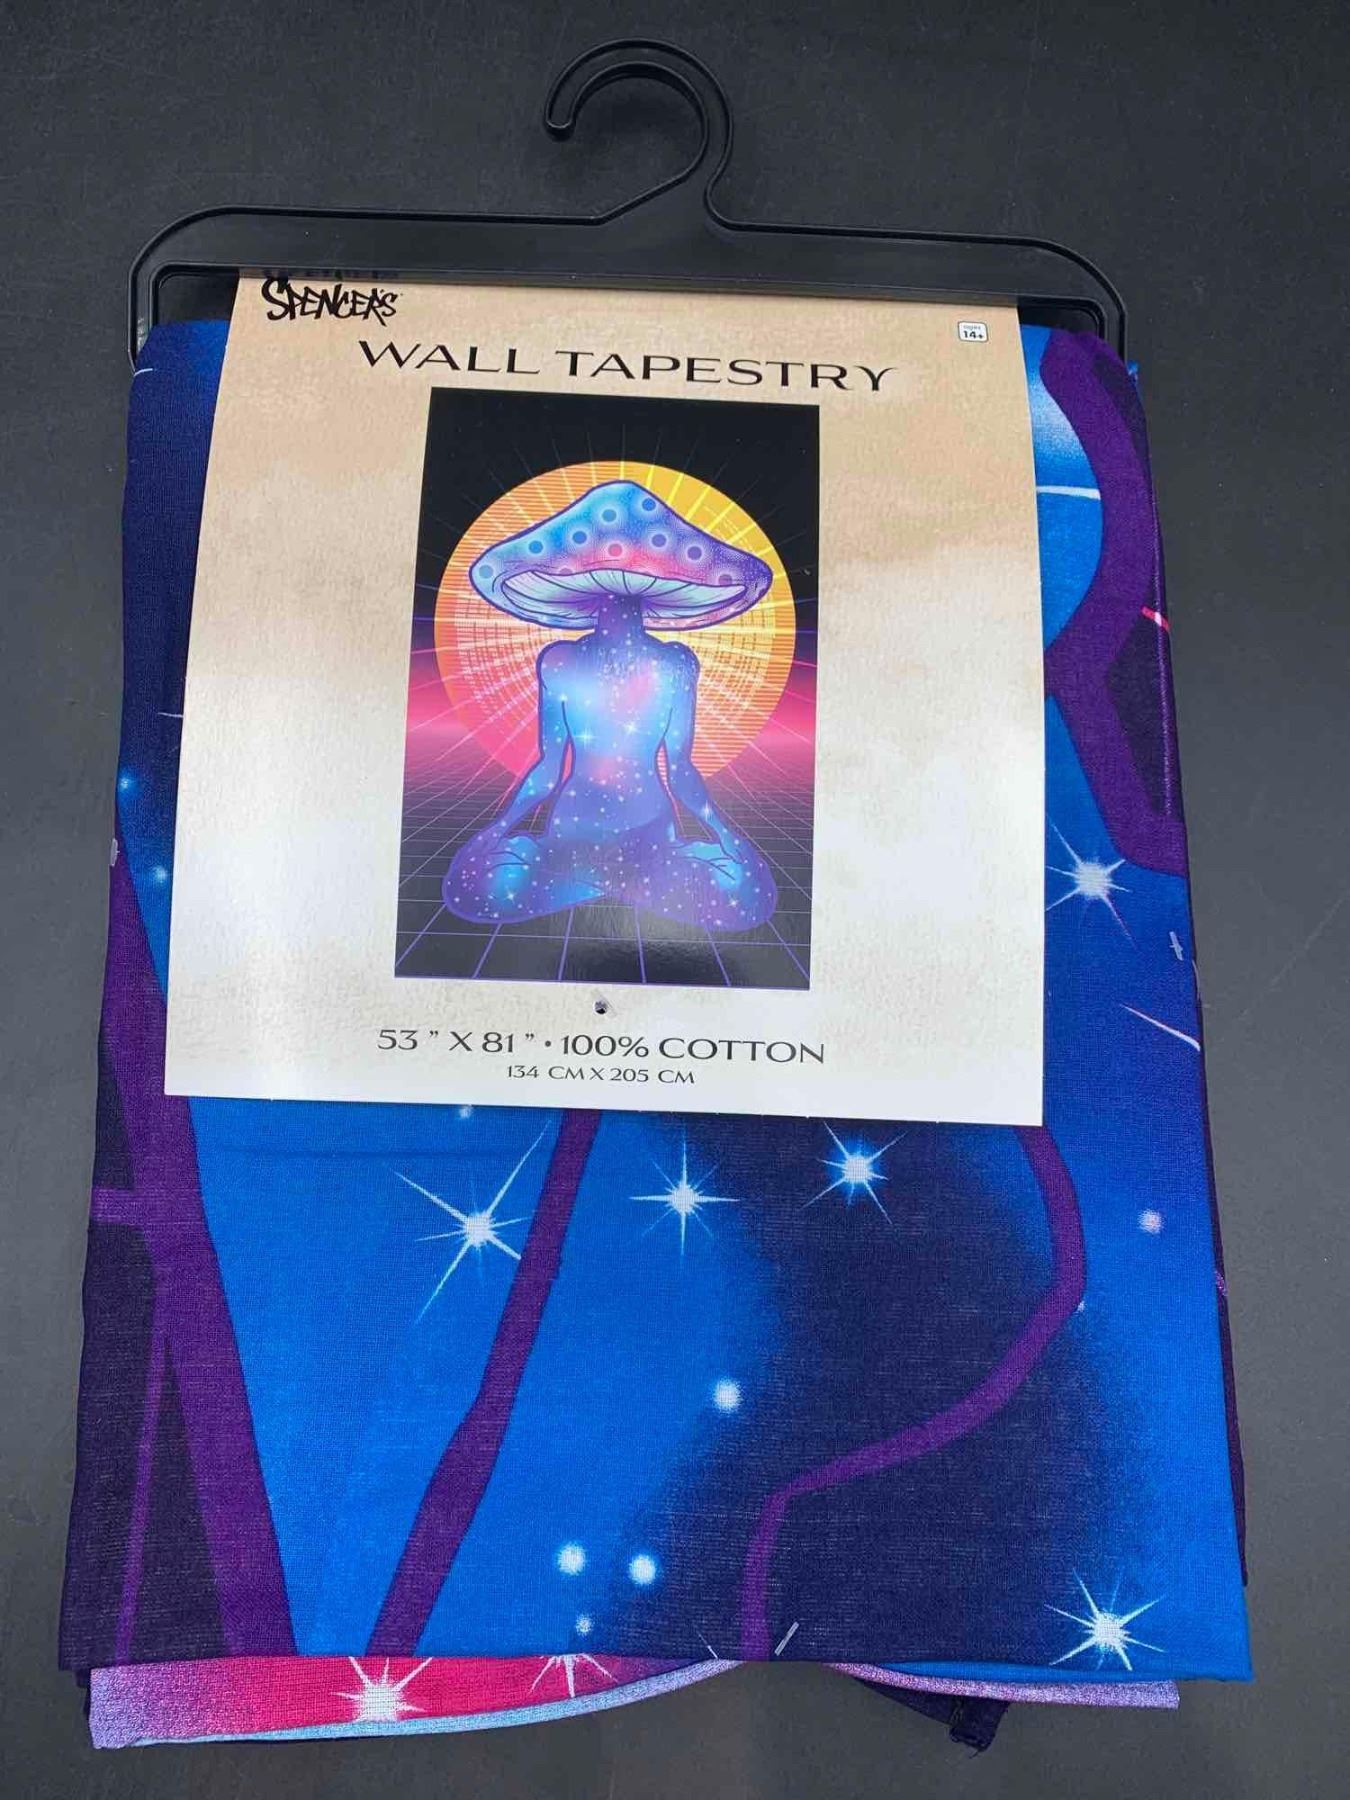 SPENCER'S
AGES
14+
WALL TAPESTRY
53 " X 81 " • 100% COTTON
134 CM X 205 CM